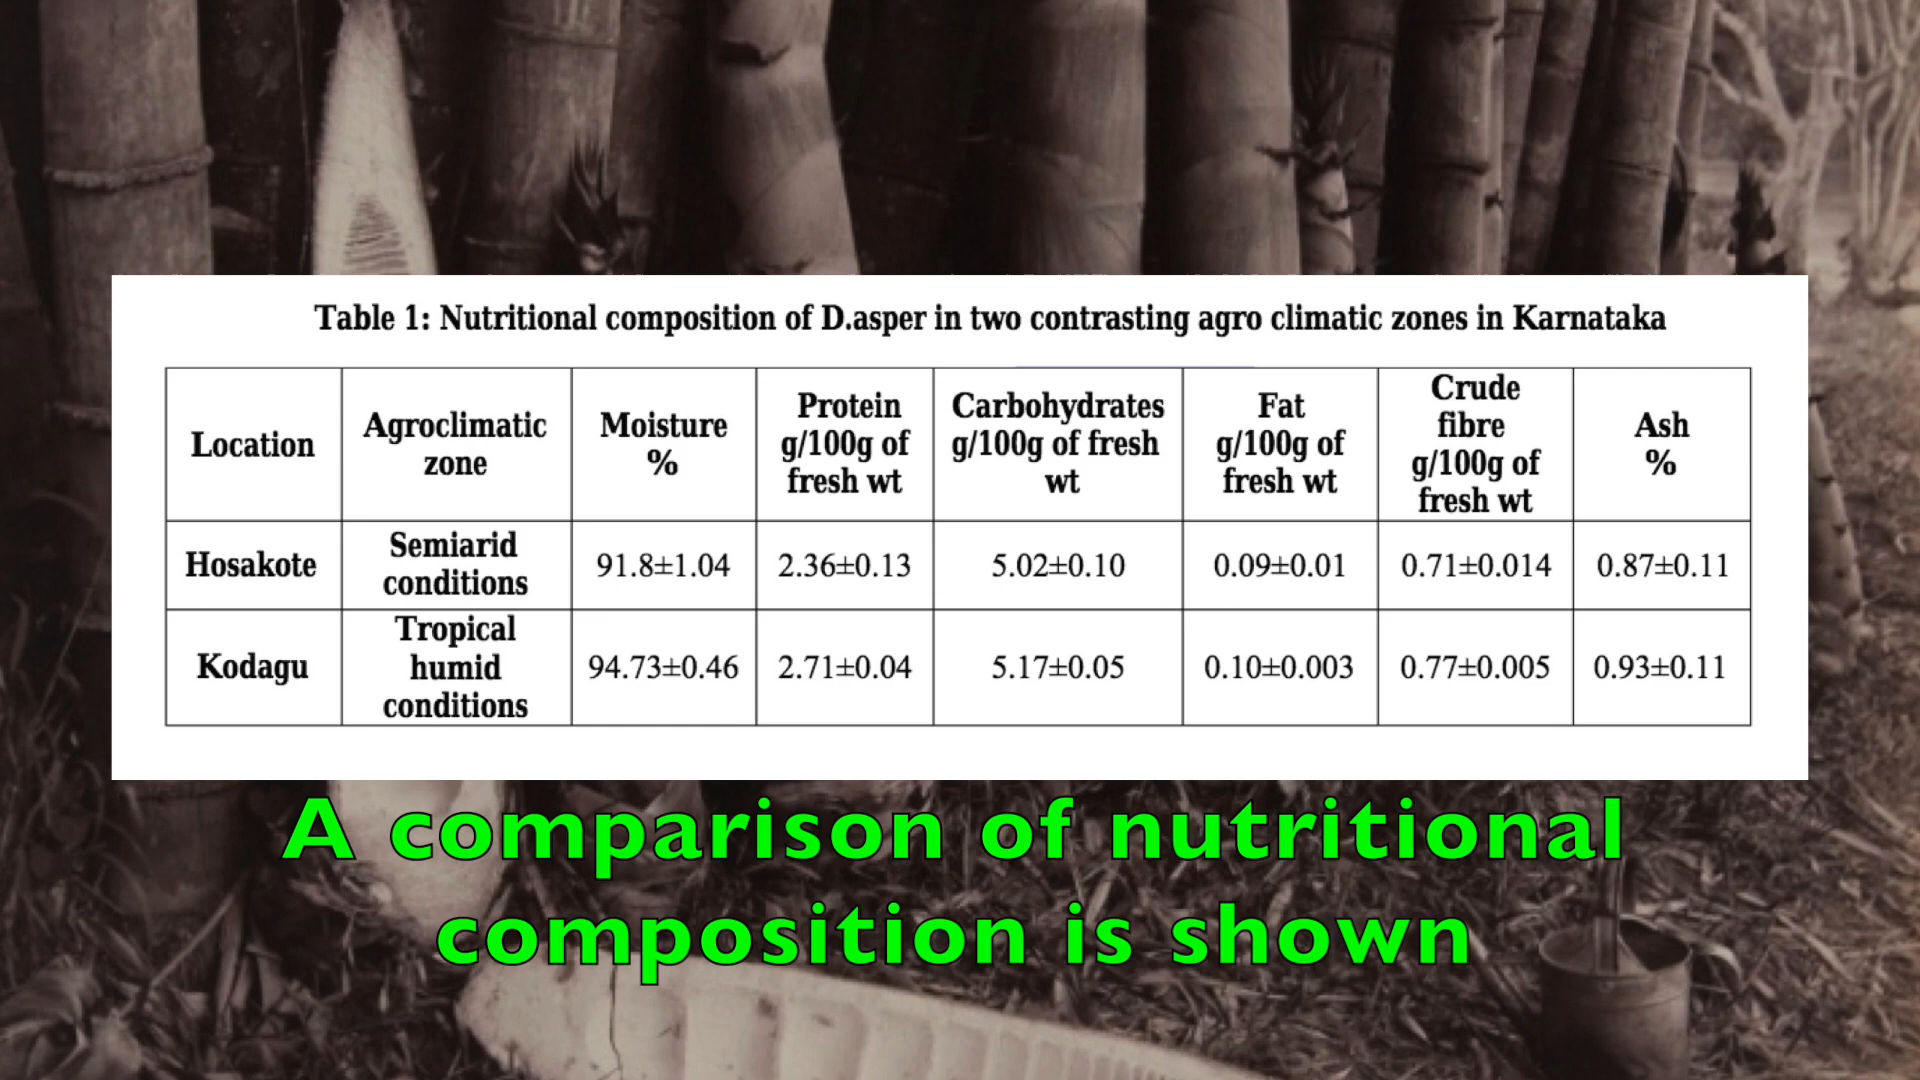 Table 1: Nutritional composition of D.asper in two contrasting agro climatic zones in Karnataka
Location
Agroclimatic
zone
Moisture
%
Protein
g/100g of
fresh wt
Carbohydrates
g/100g of fresh
wt
Fat
g/100g of
fresh wt
Crude
fibre
g/100g of
fresh wt
Ash
%
Hosakote
Semiarid
conditions
91.8±1.04
2.36±0.13
5.02±0.10
0.09±0.01
0.71±0.014
0.87±0.11
Kodagu
Tropical
humid
conditions
94.73±0.46
2.71±0.04
5.17±0.05
0.10±0.003
0.77±0.005
0.93±0.11
A comparison of nutritional
composition is shown